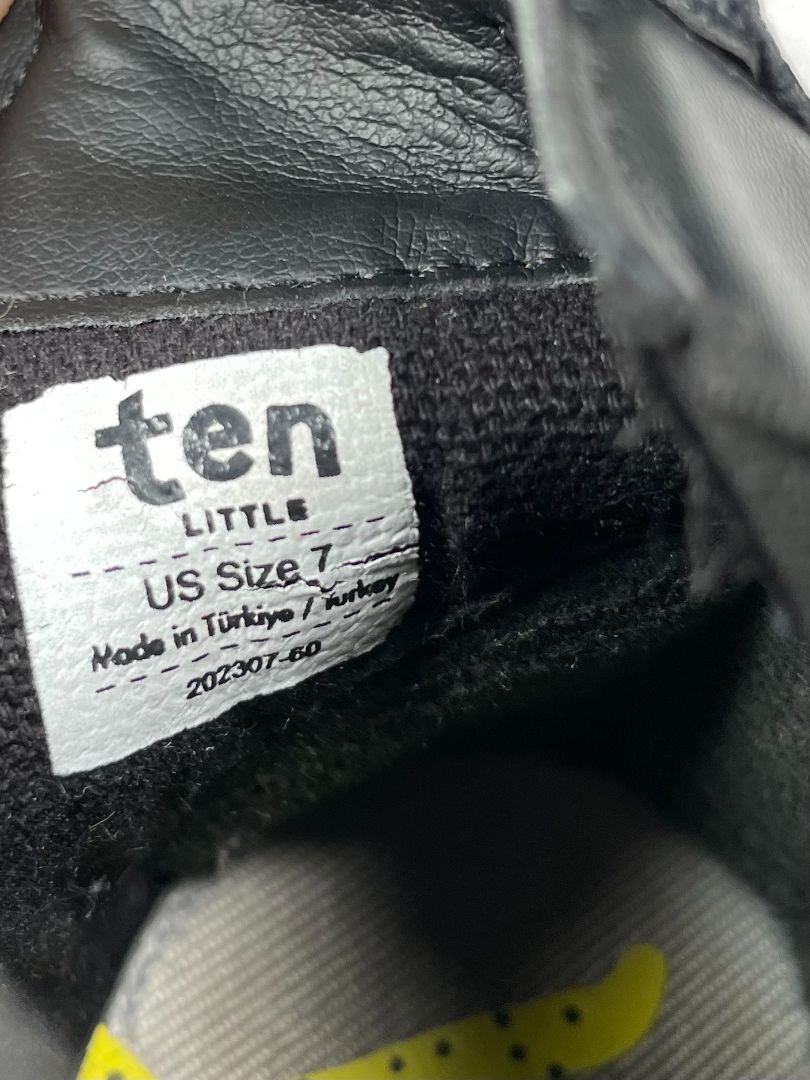 ten
LITTLE
US Size 7
Made in Türkiye / Turkey
202307-60